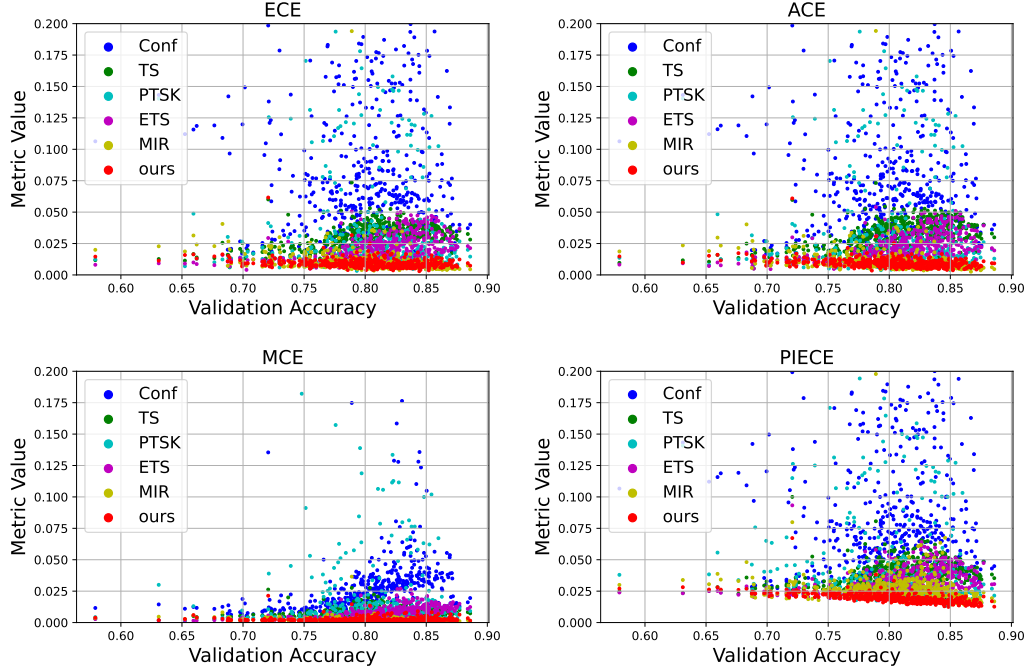 ECE
Metric Value
0.200
0.175
0.150
0.125
0.100
0.075
0.050
0.025
0.000
Conf
TS
PTSK
ETS
MIR
ours
0.60 0.65 0.70 0.75 0.80 0.85 0.90
Validation Accuracy
ACE
Metric Value
0.200
0.175
0.150
0.125
0.100
0.075
0.050
0.025
0.000
Conf
TS
PTSK
ETS
MIR
ours
0.60 0.65 0.70 0.75 0.80 0.85 0.90
Validation Accuracy
MCE
Metric Value
0.200
0.175
0.150
0.125
0.100
0.075
0.050
0.025
0.000
Conf
TS
PTSK
ETS
MIR
ours
0.60 0.65 0.70 0.75 0.80 0.85 0.90
Validation Accuracy
PIECE
Metric Value
0.200
0.175
0.150
0.125
0.100
0.075
0.050
0.025
0.000
Conf
TS
PTSK
ETS
MIR
ours
0.60 0.65 0.70 0.75 0.80 0.85 0.90
Validation Accuracy